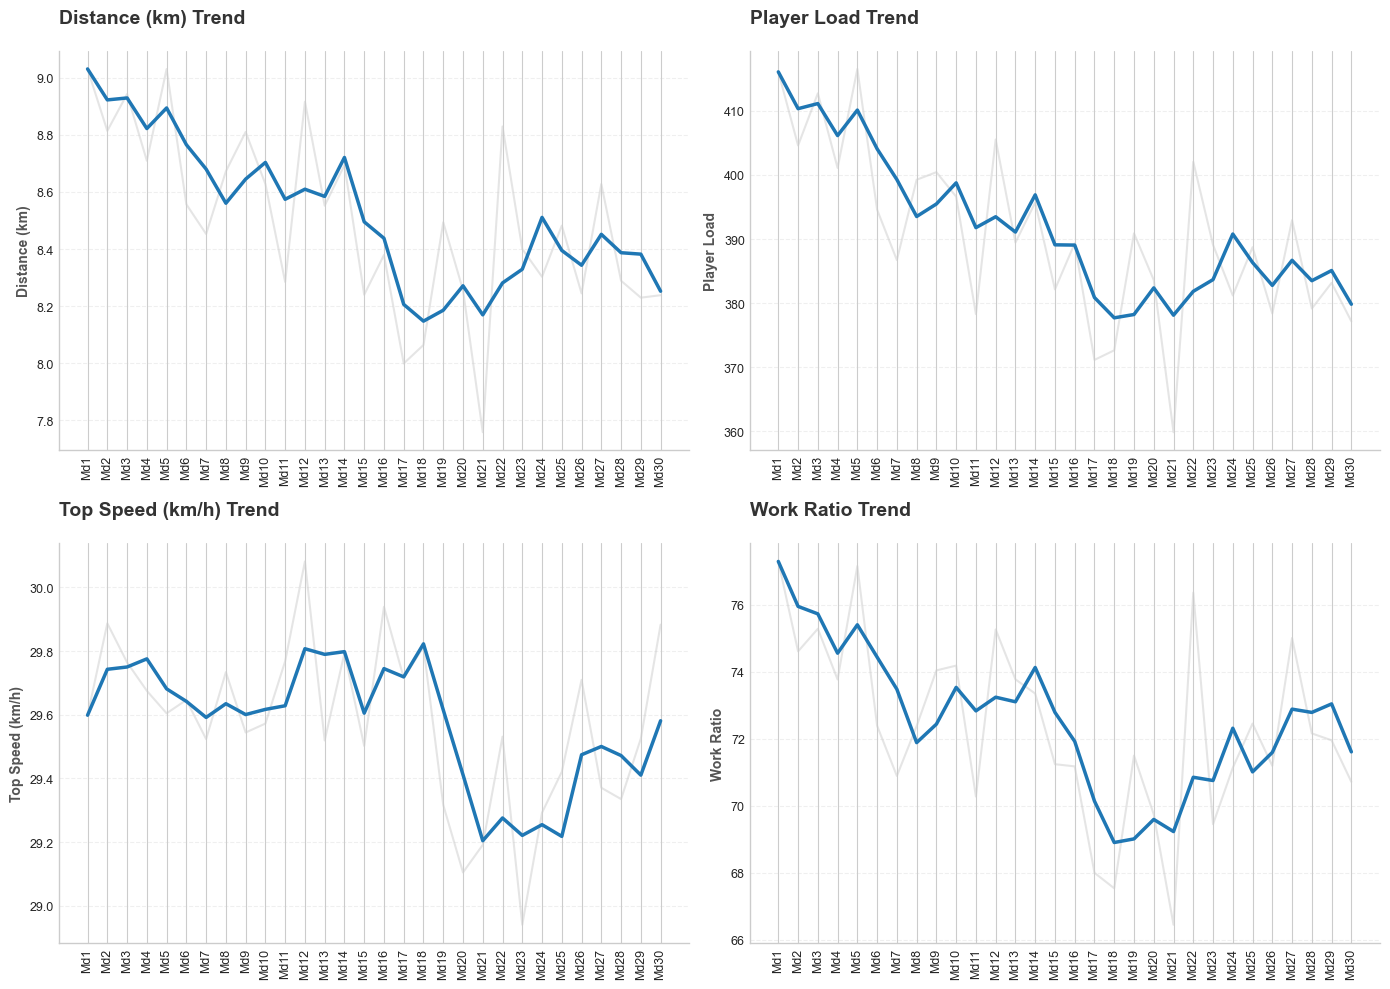 Distance (km) Trend
Distance (km)
9.0
8.8
8.6
8.4
8.2
8.0
7.8
Md1 Md2 Md3 Md4 Md5 Md6 Md7 Md8 Md9 Md10 Md11 Md12 Md13 Md14 Md15 Md16 Md17 Md18 Md19 Md20 Md21 Md22 Md23 Md24 Md25 Md26 Md27 Md28 Md29 Md30
Player Load Trend
Player Load
410
400
390
380
370
360
Md1 Md2 Md3 Md4 Md5 Md6 Md7 Md8 Md9 Md10 Md11 Md12 Md13 Md14 Md15 Md16 Md17 Md18 Md19 Md20 Md21 Md22 Md23 Md24 Md25 Md26 Md27 Md28 Md29 Md30
Top Speed (km/h) Trend
Top Speed (km/h)
30.0
29.8
29.6
29.4
29.2
29.0
Md1 Md2 Md3 Md4 Md5 Md6 Md7 Md8 Md9 Md10 Md11 Md12 Md13 Md14 Md15 Md16 Md17 Md18 Md19 Md20 Md21 Md22 Md23 Md24 Md25 Md26 Md27 Md28 Md29 Md30
Work Ratio Trend
Work Ratio
76
74
72
70
68
66
Md1 Md2 Md3 Md4 Md5 Md6 Md7 Md8 Md9 Md10 Md11 Md12 Md13 Md14 Md15 Md16 Md17 Md18 Md19 Md20 Md21 Md22 Md23 Md24 Md25 Md26 Md27 Md28 Md29 Md30